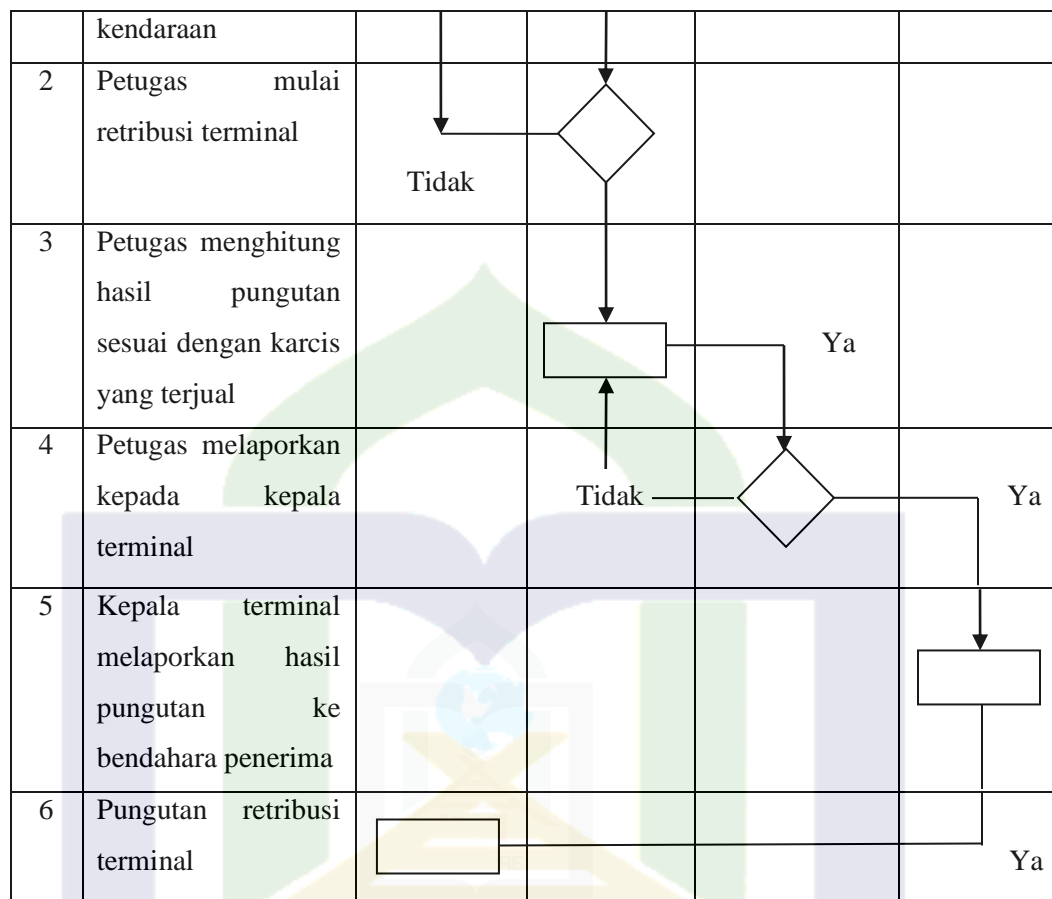 kendaraan
2 Petugas mulai
retribusi terminal
Tidak
3 Petugas menghitung
hasil pungutan
sesuai dengan karcis
yang terjual
Ya
4 Petugas melaporkan
kepada kepala
terminal
Tidak
Ya
5 Kepala terminal
melaporkan hasil
pungutan ke
bendahara penerima
6 Pungutan retribusi
terminal
Ya